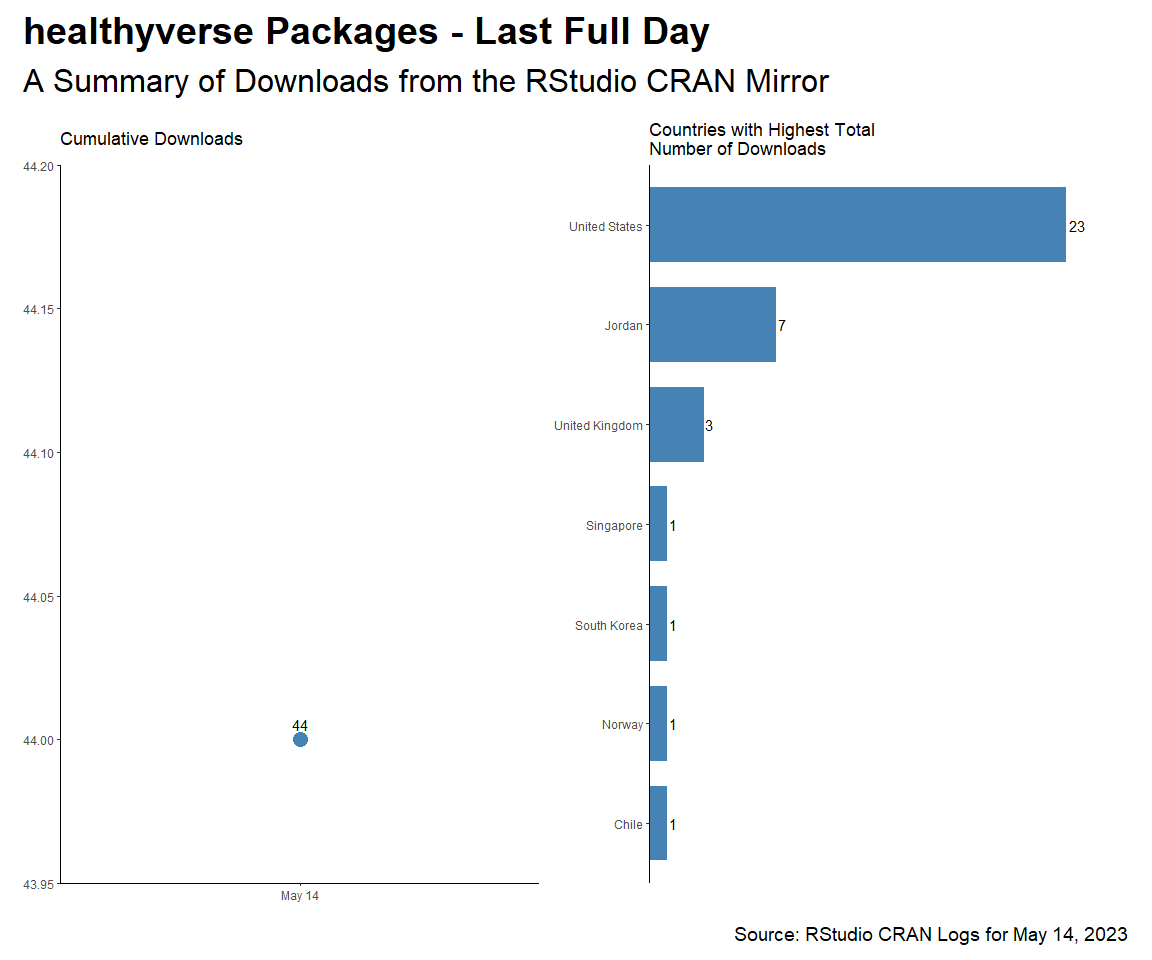 healthyverse Packages - Last Full Day
A Summary of Downloads from the RStudio CRAN Mirror
Cumulative Downloads
44.20
44.15
44.10
44.05
44.00
43.95
44
May 14
Countries with Highest Total
Number of Downloads
United States 23
Jordan 7
United Kingdom 3
Singapore 1
South Korea 1
Norway 1
Chile 1
Source: RStudio CRAN Logs for May 14, 2023